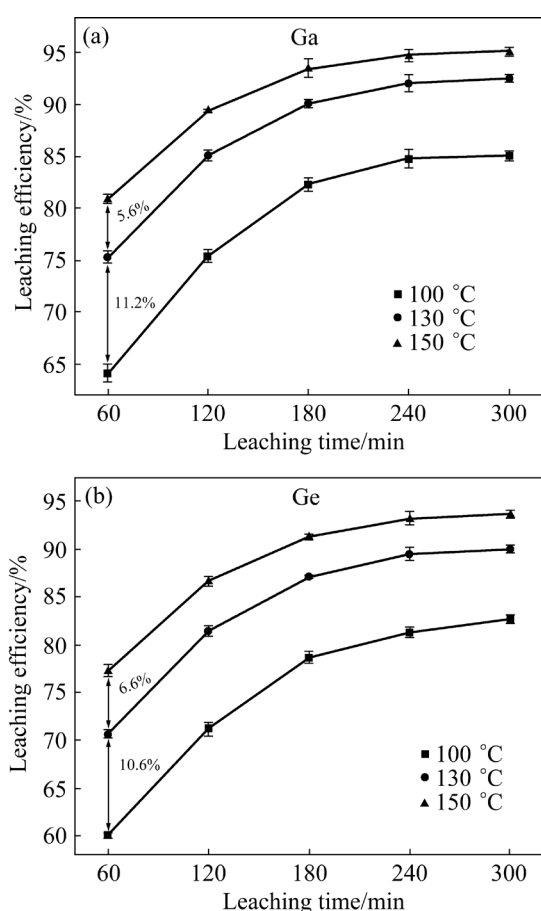 (a)
Ga
Leaching efficiency/%
95
90
85
80
75
70
65
5.6%
11.2%
■ 100 °C
● 130 °C
▲ 150 °C
60 120 180 240 300
Leaching time/min
(b)
Ge
Leaching efficiency/%
95
90
85
80
75
70
65
60
6.6%
10.6%
■ 100 °C
● 130 °C
▲ 150 °C
60 120 180 240 300
Leaching time/min